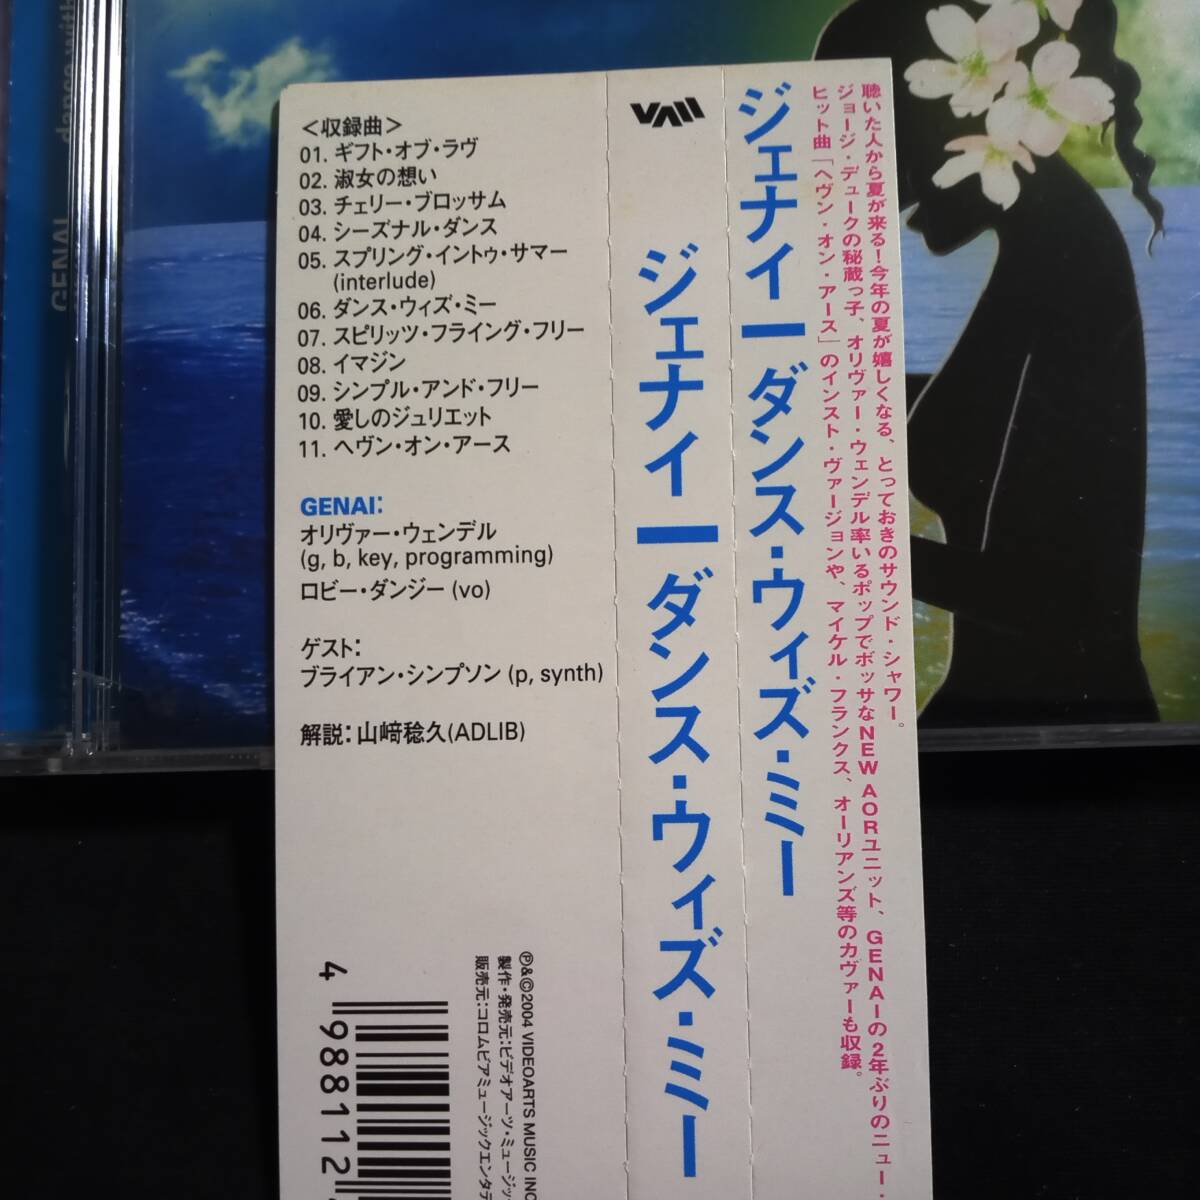 聴いた人から夏が来る!今年の夏が嬉しくなる、とっておきのサウンド・シャワー。
ジョージ・デュークの秘蔵っ子、オリヴァー・ウェンデル率いるポップでボッサなNEW AORユニット、GENAIの2年ぶりのニュー・
ヒット曲「ヘヴン・オン・アース」のインスト・ヴァージョンや、マイケル・フランクス、オーリアンズ等のカヴァーも収録。
ジェナイ|ダンス・ウィズ・ミー
VAM
ジェナイ|ダンス・ウィズ・ミー
<収録曲>
01. ギフト・オブ・ラヴ
02. 淑女の想い
03. チェリー・ブロッサム
04. シーズナル・ダンス
05. スプリング・イントゥ・サマー
(interlude)
06. ダンス・ウィズ・ミー
07. スピリッツ・フライング・フリー
08. イマジン
09. シンプル・アンド・フリー
10. 愛しのジュリエット
11. ヘヴン・オン・アース
GENAI:
オリヴァー・ウェンデル
(g, b, key, programming)
ロビー・ダンジー (vo)
ゲスト:
ブライアン・シンプソン (p, synth)
解説:山﨑稔久(ADLIB)
℗&©2004 VIDEOARTS MUSIC INC
製作・発売元:ビデオアーツ・ミュージッ
販売元:コロムビアミュージックエンタテ
4 988112
GENAI dance with